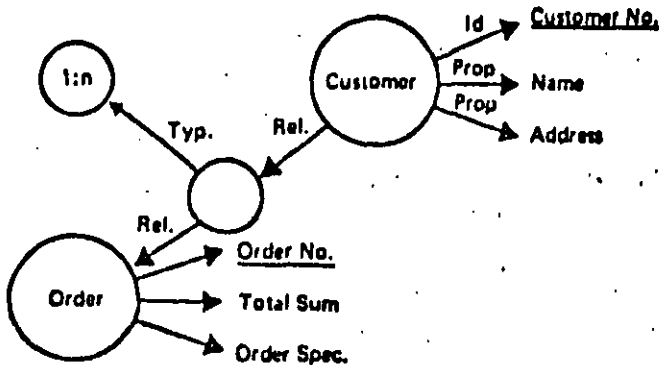 Id
Customer No.
1:n
Customer
Prop
Name
Prop
Address
Typ.
Rel.
Rel.
Order No.
Order
Total Sum
Order Spec.